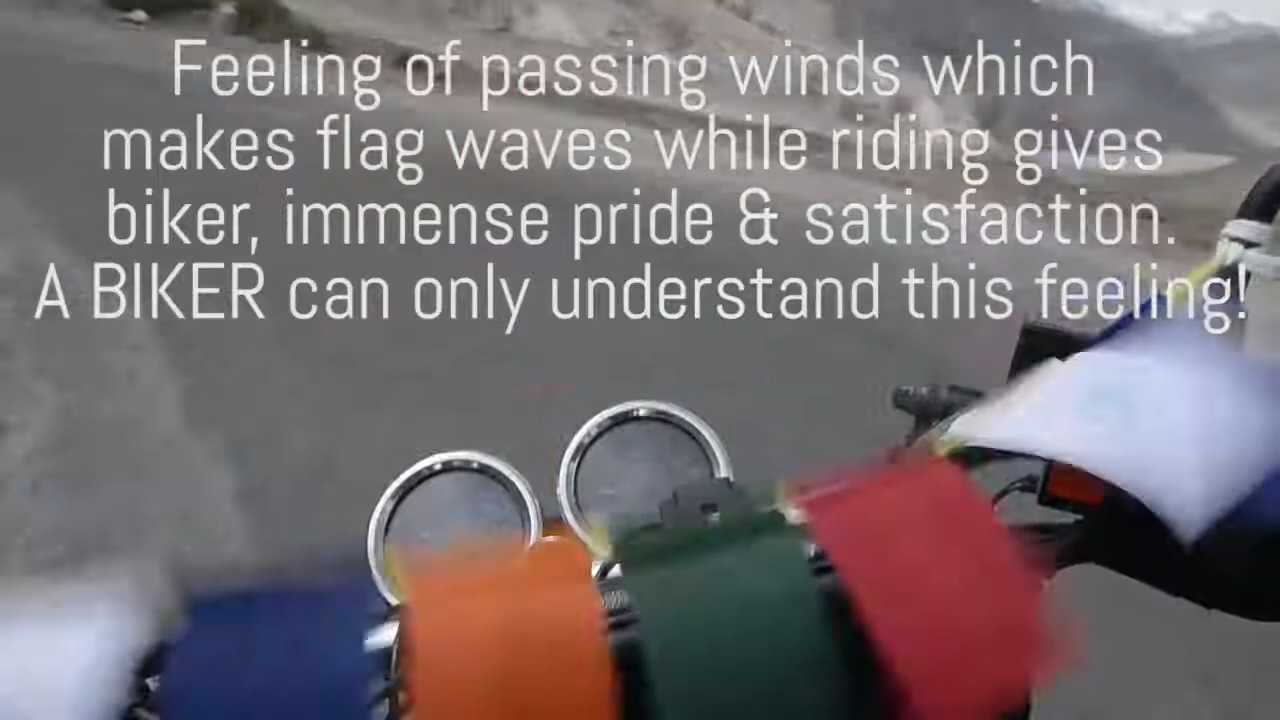 Feeling of passing winds which
makes flag waves while riding gives
biker, immense pride & satisfaction.
A BIKER can only understand this feeling!